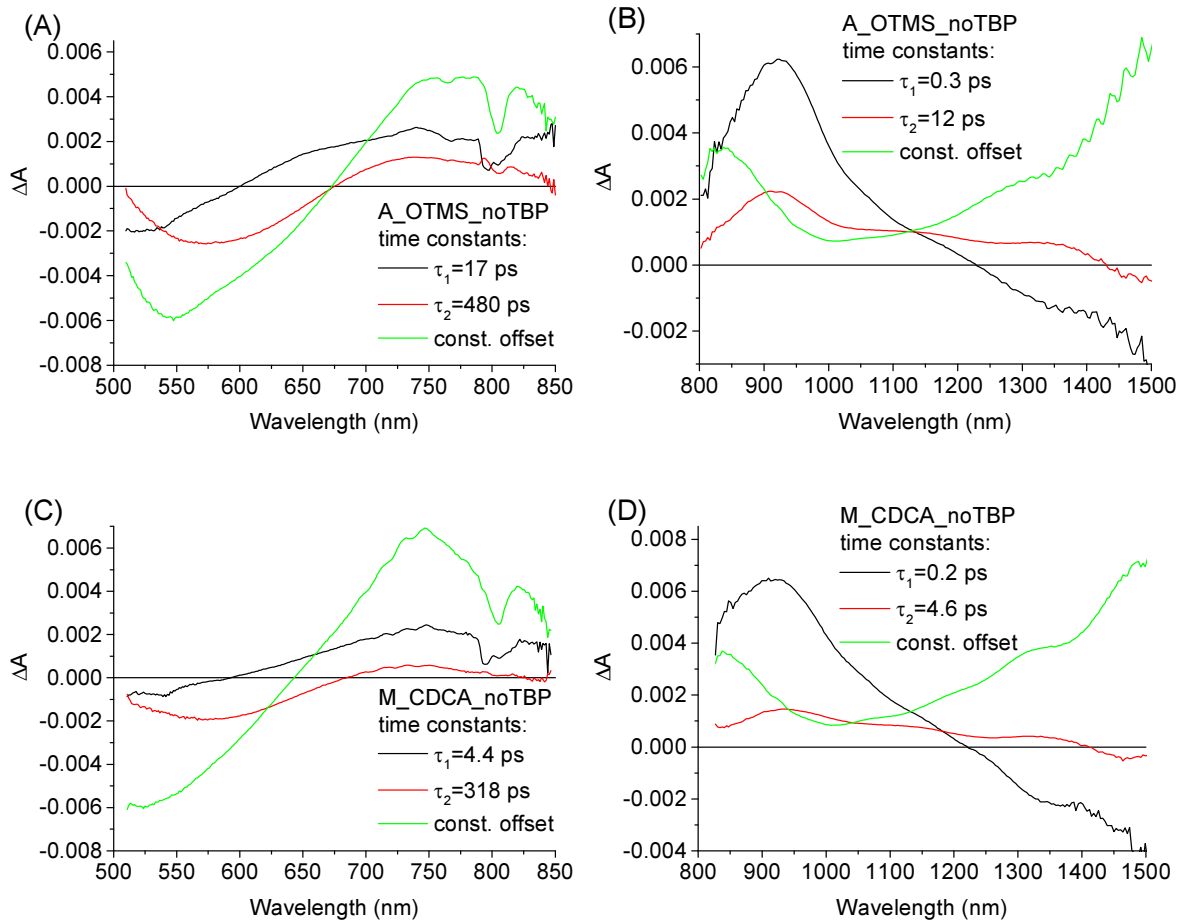 (A)
0.006
0.004
0.002
0.000
-0.002
-0.004
-0.006
-0.008
ΔA
500 550 600 650 700 750 800 850
Wavelength (nm)
A_OTMS_noTBP
time constants:
τ1=17 ps
τ2=480 ps
const. offset
(B)
A_OTMS_noTBP
time constants:
τ1=0.3 ps
τ2=12 ps
const. offset
0.006
0.004
0.002
0.000
-0.002
ΔA
800 900 1000 1100 1200 1300 1400 1500
Wavelength (nm)
(C)
0.006
0.004
0.002
0.000
-0.002
-0.004
-0.006
-0.008
ΔA
500 550 600 650 700 750 800 850
Wavelength (nm)
M_CDCA_noTBP
time constants:
τ1=4.4 ps
τ2=318 ps
const. offset
(D)
M_CDCA_noTBP
time constants:
τ1=0.2 ps
τ2=4.6 ps
const. offset
0.008
0.006
0.004
0.002
0.000
-0.002
-0.004
ΔA
800 900 1000 1100 1200 1300 1400 1500
Wavelength (nm)